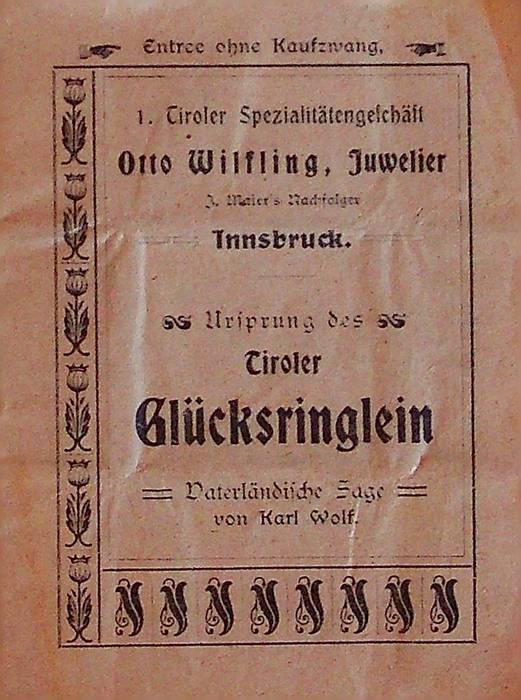 Entree ohne Kaufzwang,
1. Tiroler Spezialitätengeschäft
Otto Wilfling, Juwelier
J. Maier's Nachfolger
Innsbruck.
Ursprung des
Tiroler
Glücksringlein
Vaterländische Sage
von Karl Wolf.